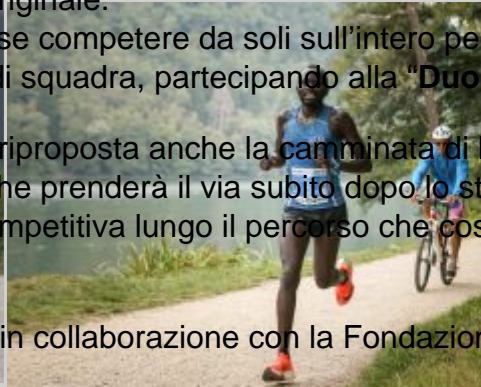 riginale.
se competere da soli sull’intero pe
di squadra, partecipando alla “Duo
riproposta anche la camminata di
he prenderà il via subito dopo lo st
mpetitiva lungo il percorso che cos
in collaborazione con la Fondazion